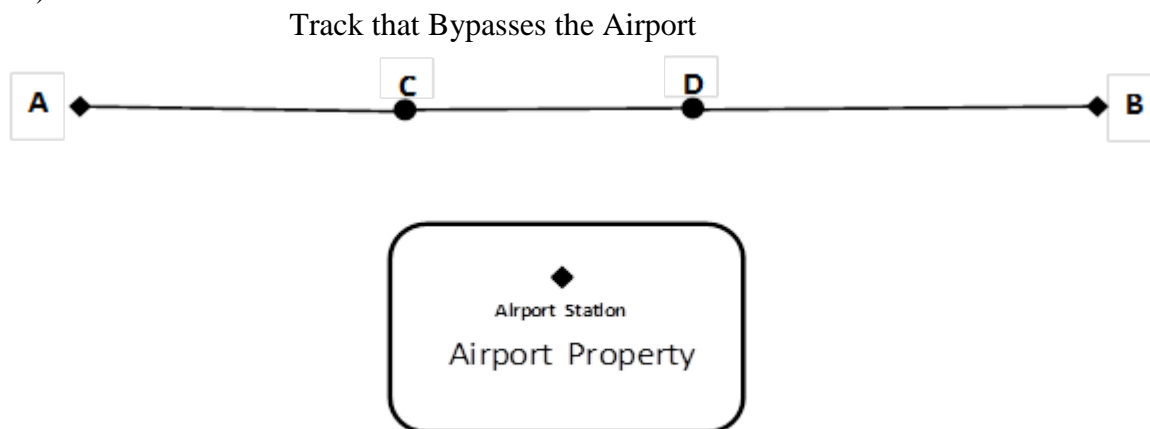 )
Track that Bypasses the Airport
A C D B
Airport Station
Airport Property